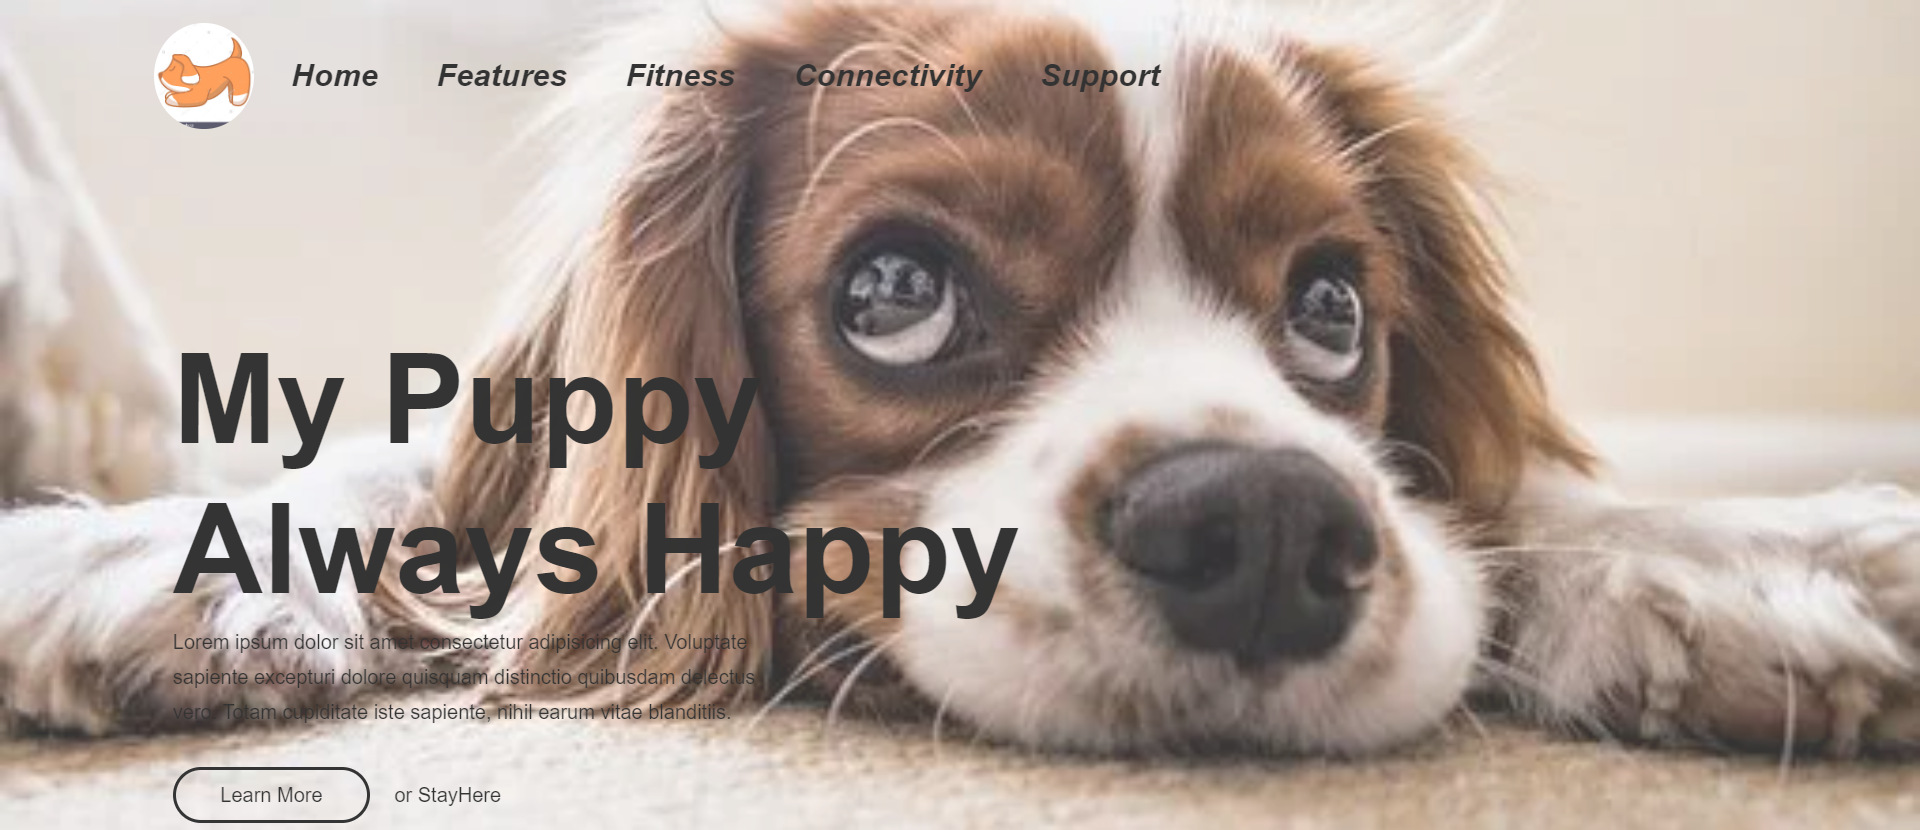 Home Features Fitness Connectivity Support
My Puppy
Always Happy
Lorem ipsum dolor sit amet consectetur adipisicing elit. Voluptate
sapiente excepturi dolore quisquam distinctio quibusdam delectus
vero. Totam cupiditate iste sapiente, nihil earum vitae blanditiis.
Learn More or StayHere